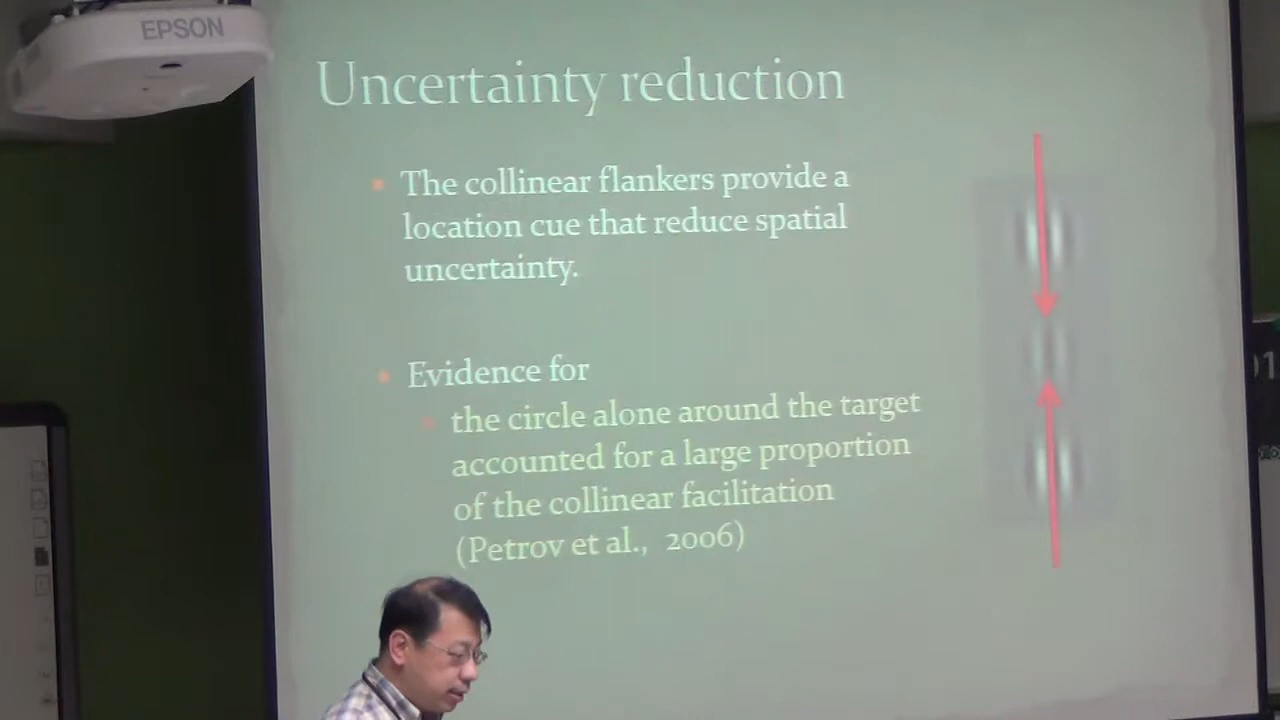 EPSON
Uncertainty reduction
The collinear flankers provide a
location cue that reduce spatial
uncertainty.
Evidence for
the circle alone around the target
accounted for a large proportion
of the collinear facilitation
(Petrov et al., 2006)